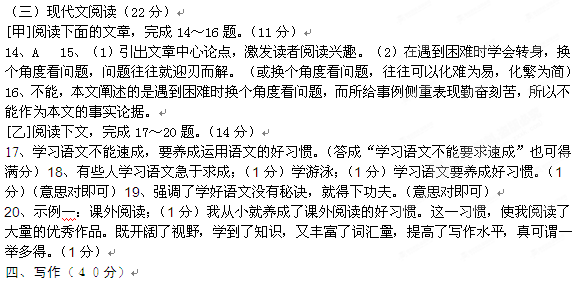 （三）现代文阅读（22 分）
[甲]阅读下面的文章，完成 14～16 题。（11 分）
14、A 15、（1）引出文章中心论点，激发读者阅读兴趣。（2）在遇到困难时学会转身，换
个角度看问题，问题往往就迎刃而解。（或换个角度看问题，往往可以化难为易，化繁为简）
16、不能，本文阐述的是遇到困难时换个角度看问题，而所给事例侧重表现勤奋刻苦，所以不
能作为本文的事实论据。
[乙]阅读下文，完成 17～20 题。（14 分）
17、学习语文不能速成，要养成运用语文的好习惯。（答成“学习语文不能要求速成”也可得
满分）18、有些人学习语文急于求成；（1 分）学游泳；（1 分）学习语文要养成好习惯。（1
分）（意思对即可）19、强调了学好语文没有秘诀，就得下功夫。（意思对即可）
20、示例一：课外阅读；（1 分）我从小就养成了课外阅读的好习惯。这一习惯，使我阅读了
大量的优秀作品。既开阔了视野，学到了知识，又丰富了词汇量，提高了写作水平，真可谓一
举多得。（1 分）
四、写作（４０分）